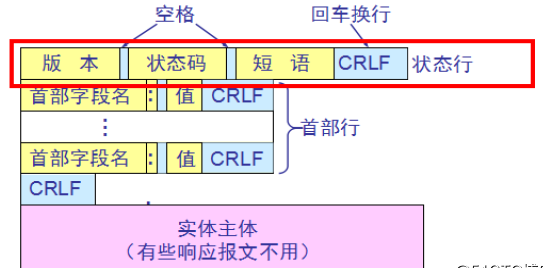 空格 回车换行
版 本 状态码 短 语 CRLF 状态行
首部字段名 : 值 CRLF
首部行
首部字段名 : 值 CRLF
CRLF
实体主体
（有些响应报文不用）